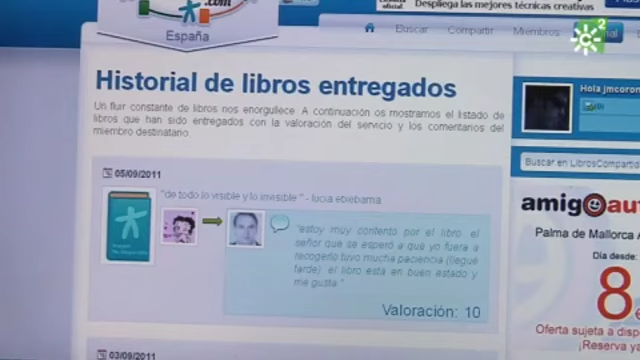 .com
España
Despliega las mejores técnicas creativas
Buscar Compartir Miembros
2
Historial de libros entregados
Un fluir constante de libros nos enorgullece. A continuación os mostramos el listado
de libros que han sido entregados con la valoración del servicio y los comentarios del
miembro destinatario.
Hola jmcoron
Buscar en LibrosComparti
05/09/2011
"de todo lo visible y lo invisible" - lucia etxebarria
"estoy muy contento por el libro. el
señor que se esperó a que yo fuera a
recogerlo tuvo mucha paciencia (llegué
tarde). el libro está en buen estado y
me gusta."
Valoración: 10
amigoaut
Palma de Mallorca A
Día desde:
8
Oferta sujeta a disp
¡Reserva ya
03/09/2011